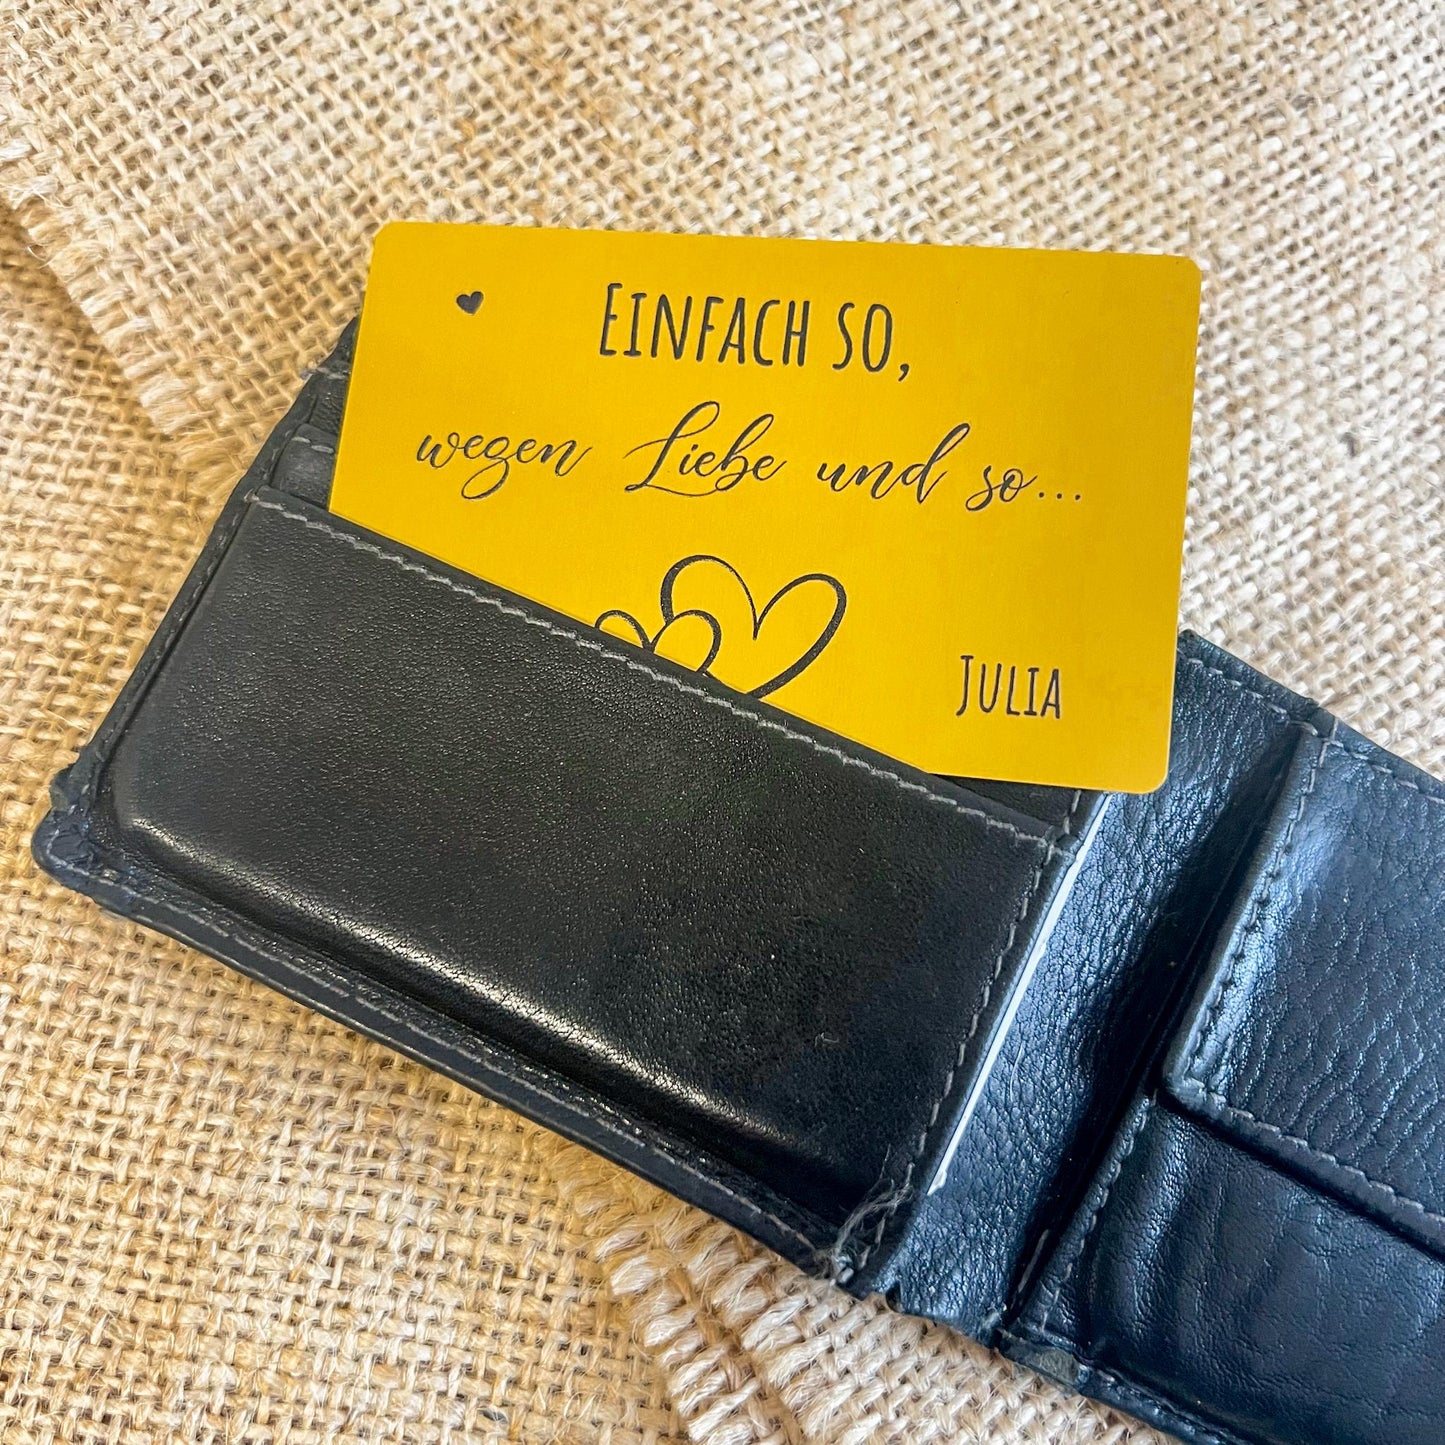 EINFACH SO,
wegen Liebe und so...
JULIA